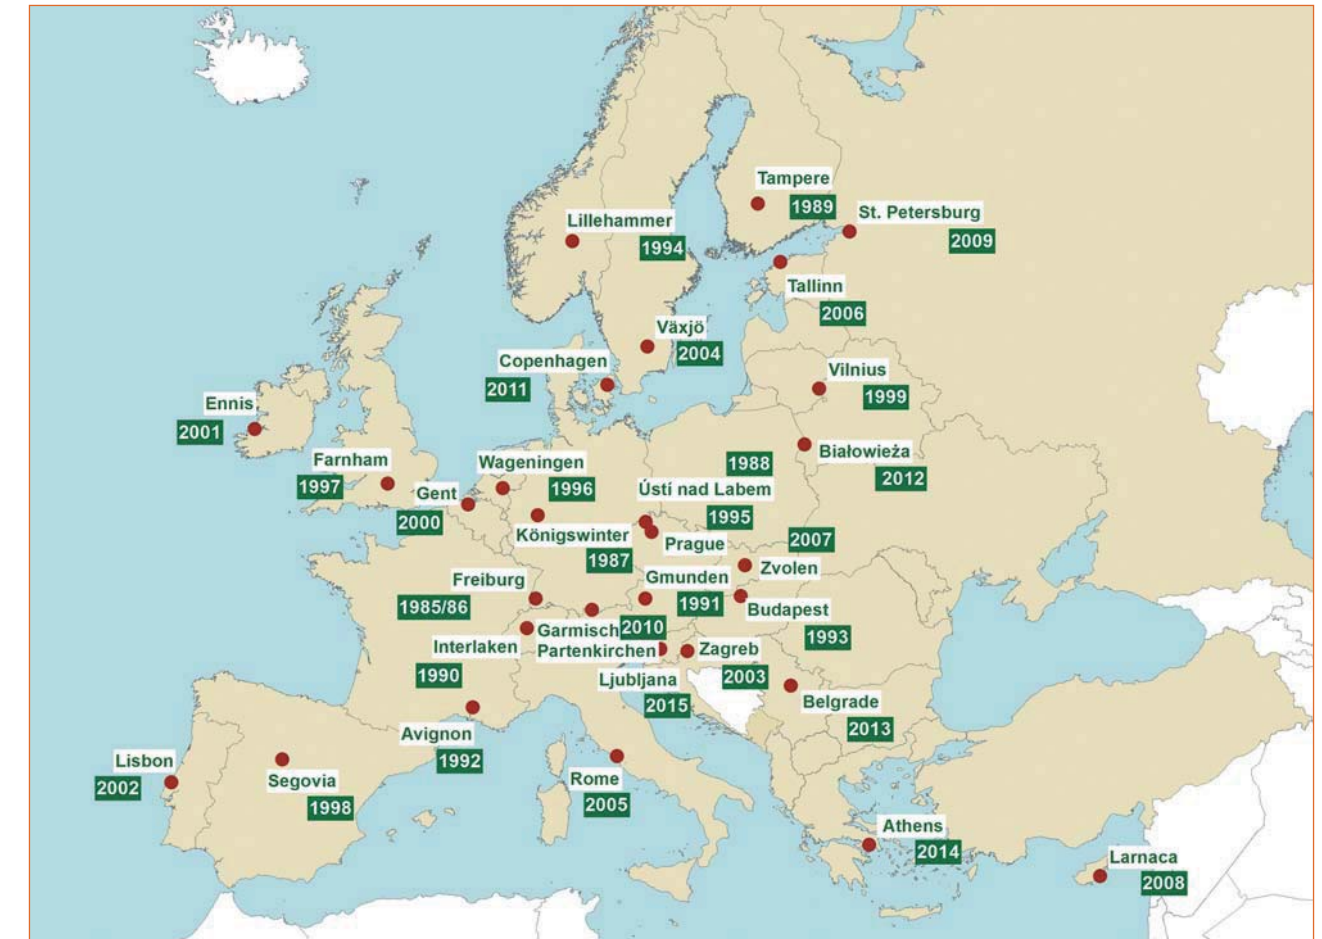 Tampere
1989
St. Petersburg
2009
Lillehammer
1994
Tallinn
2006
Växjö
2004
Copenhagen
2011
Vilnius
1999
Ennis
2001
Białowieża
2012
Farnham
1997
Wageningen
1996
1988
Gent
2000
Ústí nad Labem
1995
Königswinter
1987
Prague
2007
Zvolen
Freiburg
1985/86
Gmunden
1991
Budapest
1993
Interlaken
1990
Garmisch
2010
Partenkirchen
Zagreb
2003
Ljubljana
2015
Belgrade
2013
Avignon
1992
Lisbon
2002
Segovia
1998
Rome
2005
Athens
2014
Larnaca
2008